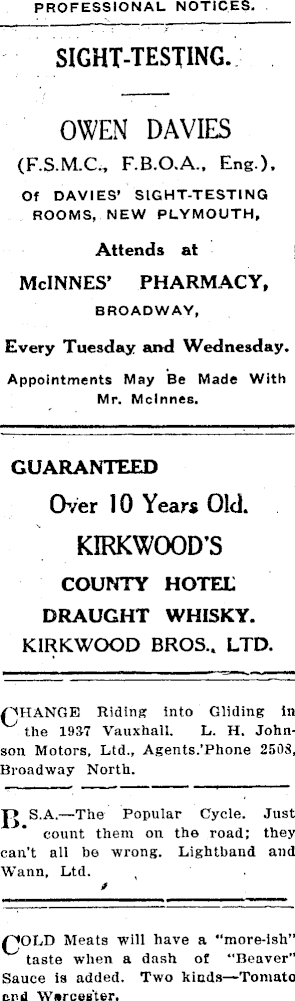 PROFESSIONAL NOTICES.
SIGHT-TESTING.
OWEN DAVIES
(F.S.M.C., F.B.O.A., Eng.),
Of DAVIES' SIGHT-TESTING
ROOMS, NEW PLYMOUTH,
Attends at
McINNES' PHARMACY,
BROADWAY,
Every Tuesday and Wednesday.
Appointments May Be Made With
Mr. McInnes.
GUARANTEED
Over 10 Years Old.
KIRKWOOD'S
COUNTY HOTEL
DRAUGHT WHISKY.
KIRKWOOD BROS., LTD.
CHANGE Riding into Gliding in
the 1937 Vauxhall. L. H. John-
son Motors, Ltd., Agents.'Phone 2508,
Broadway North.
B.S.A.—The Popular Cycle. Just
count them on the road; they
can't all be wrong. Lightband and
Wann, Ltd.
COLD Meats will have a "more-ish"
taste when a dash of "Beaver"
Sauce is added. Two kinds—Tomato
and Worcester.